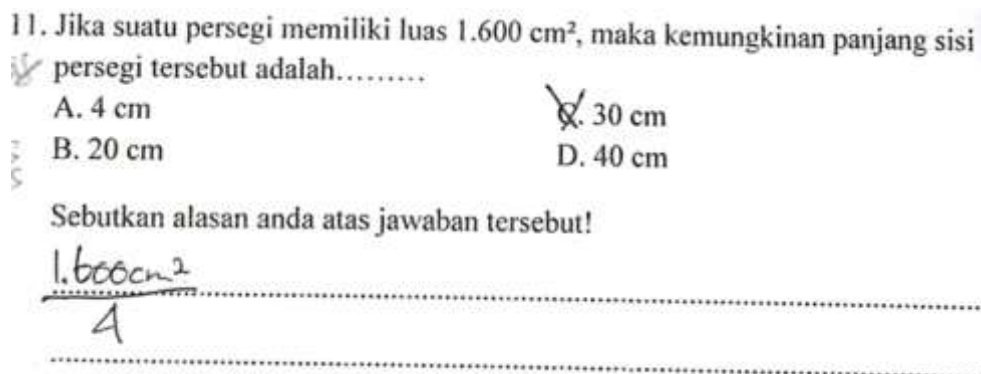 11. Jika suatu persegi memiliki luas 1.600 cm², maka kemungkinan panjang sisi
persegi tersebut adalah.........
A. 4 cm
B. 20 cm
C. 30 cm
D. 40 cm
Sebutkan alasan anda atas jawaban tersebut!
1.600cm²
4